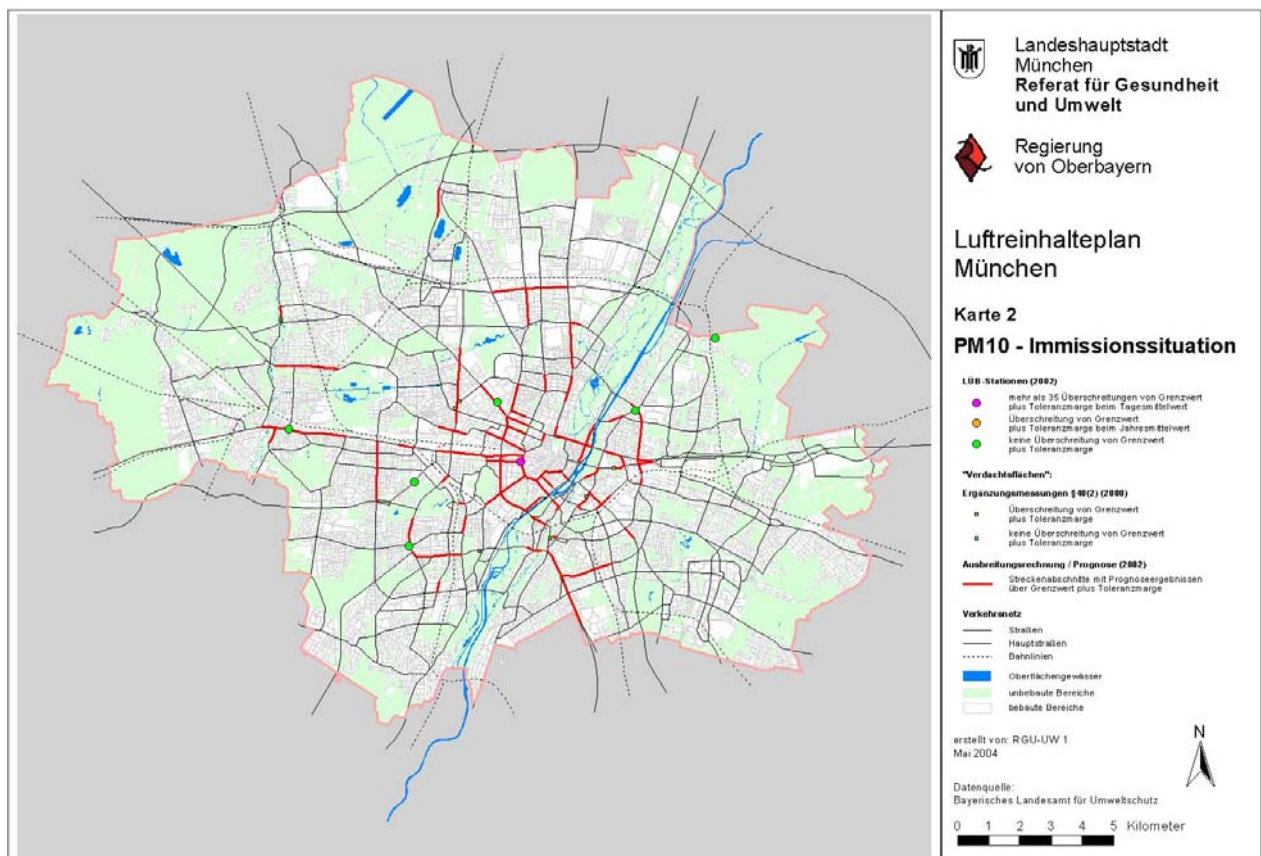 Landeshauptstadt
München
Referat für Gesundheit
und Umwelt
Regierung
von Oberbayern
Luftreinhalteplan
München
Karte 2
PM10 - Immissionssituation
LÜB-Stationen (2002)
mehr als 35 Überschreitungen von Grenzwert
plus Toleranzmarge beim Tagesmittelwert
Überschreitung von Grenzwert
plus Toleranzmarge beim Jahresmittelwert
keine Überschreitung von Grenzwert
plus Toleranzmarge
"Verdachtsflächen":
Ergänzungsmessungen §40(2) (2000)
Überschreitung von Grenzwert
plus Toleranzmarge
keine Überschreitung von Grenzwert
plus Toleranzmarge
Ausbreitungsrechnung / Prognose (2002)
Streckenabschnitte mit Prognoseergebnissen
über Grenzwert plus Toleranzmarge
Verkehrsnetz
Straßen
Hauptstraßen
Bahnlinien
Oberflächengewässer
unbebaute Bereiche
bebaute Bereiche
erstellt von: RGU-UW 1
Mai 2004
N
Datenquelle:
Bayerisches Landesamt für Umweltschutz
0 1 2 3 4 5 Kilometer